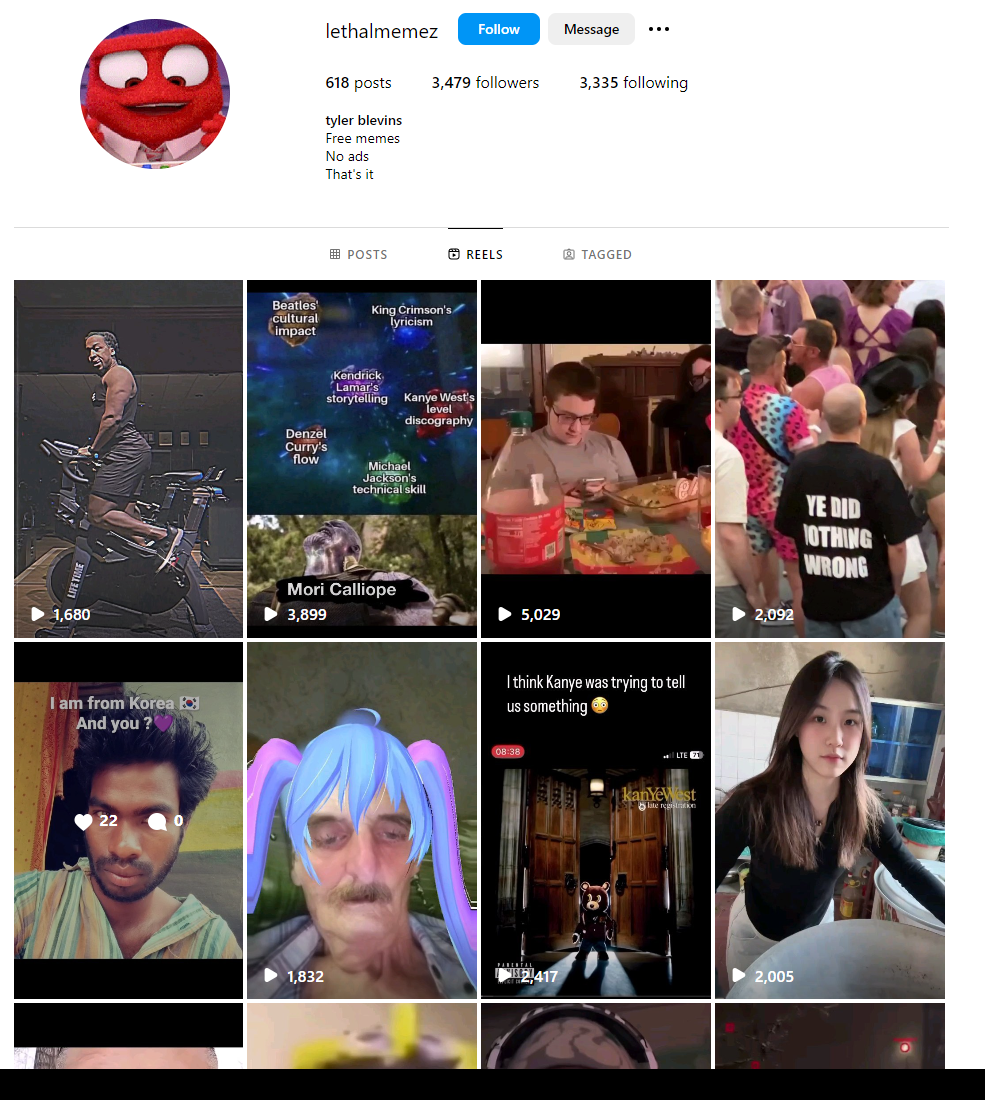 lethalmemez
Follow
Message
618 posts
3,479 followers
3,335 following
tyler blevins
Free memes
No ads
That's it
POSTS
REELS
TAGGED
LIFETIME
1,680
Beatles'
cultural
impact
King Crimson's
lyricism
Kendrick
Lamar's
storytelling
Kanye West's
level
discography
Denzel
Curry's
flow
Michael
Jackson's
technical skill
Mori Calliope
3,899
5,029
YE DID
NOTHING
WRONG
2,092
I am from Korea 🇰🇷
And you ?💜
22
0
1,832
I think Kanye was trying to tell
us something 😳
08:38
LTE 71
kanYeWest
late registration
PARENTAL
2,417
2,005